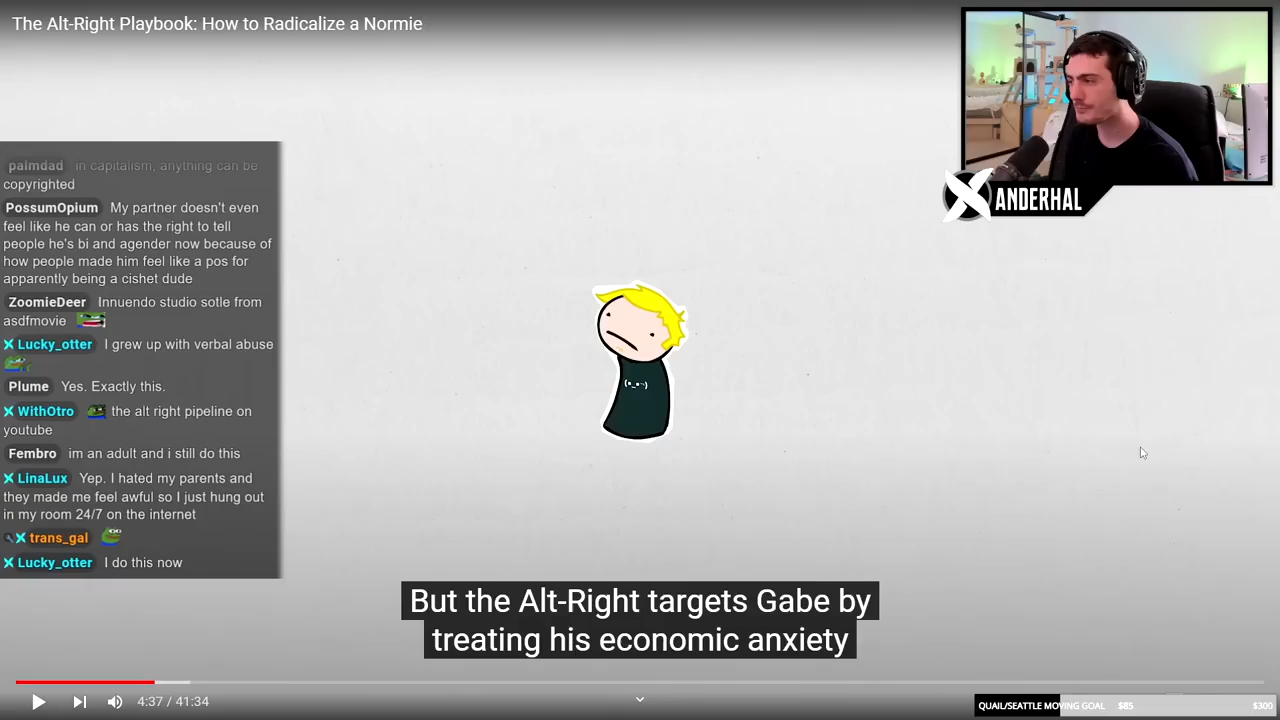 The Alt-Right Playbook: How to Radicalize a Normie
ANDERHAL
palmdad in capitalism, anything can be
copyrighted
PossumOpium My partner doesn't even
feel like he can or has the right to tell
people he's bi and agender now because of
how people made him feel like a pos for
apparently being a cishet dude
ZoomieDeer Innuendo studio sotle from
asdfmovie
Lucky_otter I grew up with verbal abuse
Plume Yes. Exactly this.
WithOtro the alt right pipeline on
youtube
Fembro im an adult and i still do this
LinaLux Yep. I hated my parents and
they made me feel awful so I just hung out
in my room 24/7 on the internet
trans_gal
Lucky_otter I do this now
(•_•¬)
But the Alt-Right targets Gabe by
treating his economic anxiety
4:37 / 41:34
QUAIL/SEATTLE MOVING GOAL $85 $300